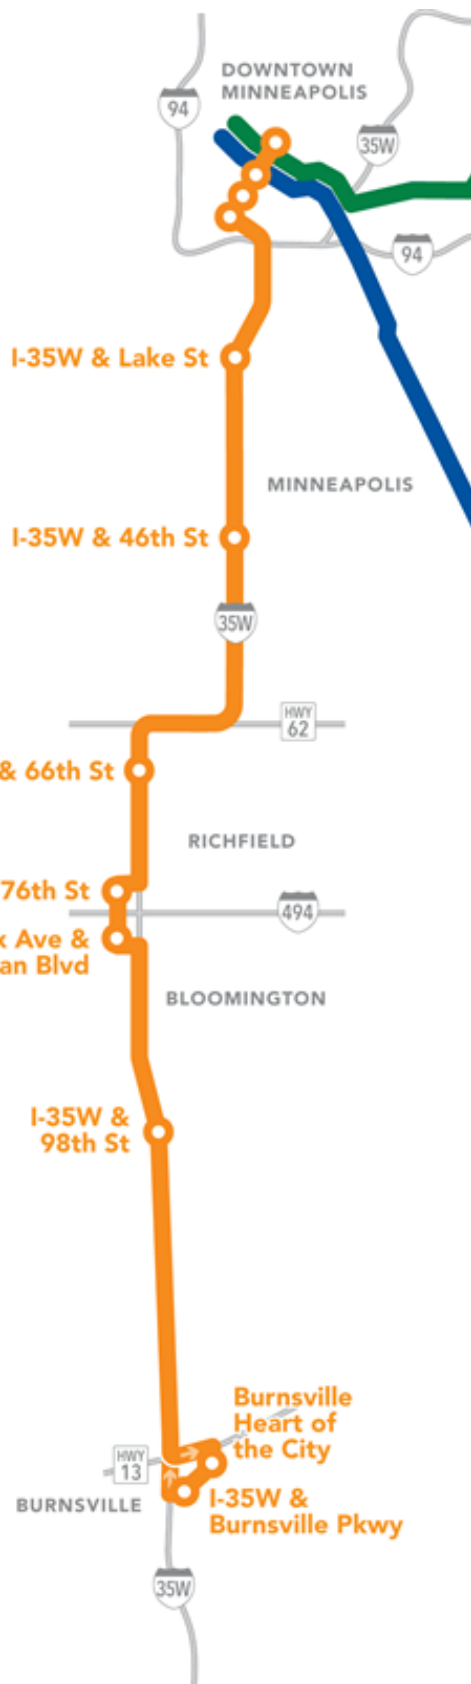 DOWNTOWN
MINNEAPOLIS
94
35W
94
I-35W & Lake St
MINNEAPOLIS
I-35W & 46th St
35W
HWY
62
& 66th St
RICHFIELD
76th St
494
Ave &
Blvd
BLOOMINGTON
I-35W &
98th St
Burnsville
Heart of
the City
HWY
13
BURNSVILLE
I-35W &
Burnsville Pkwy
35W